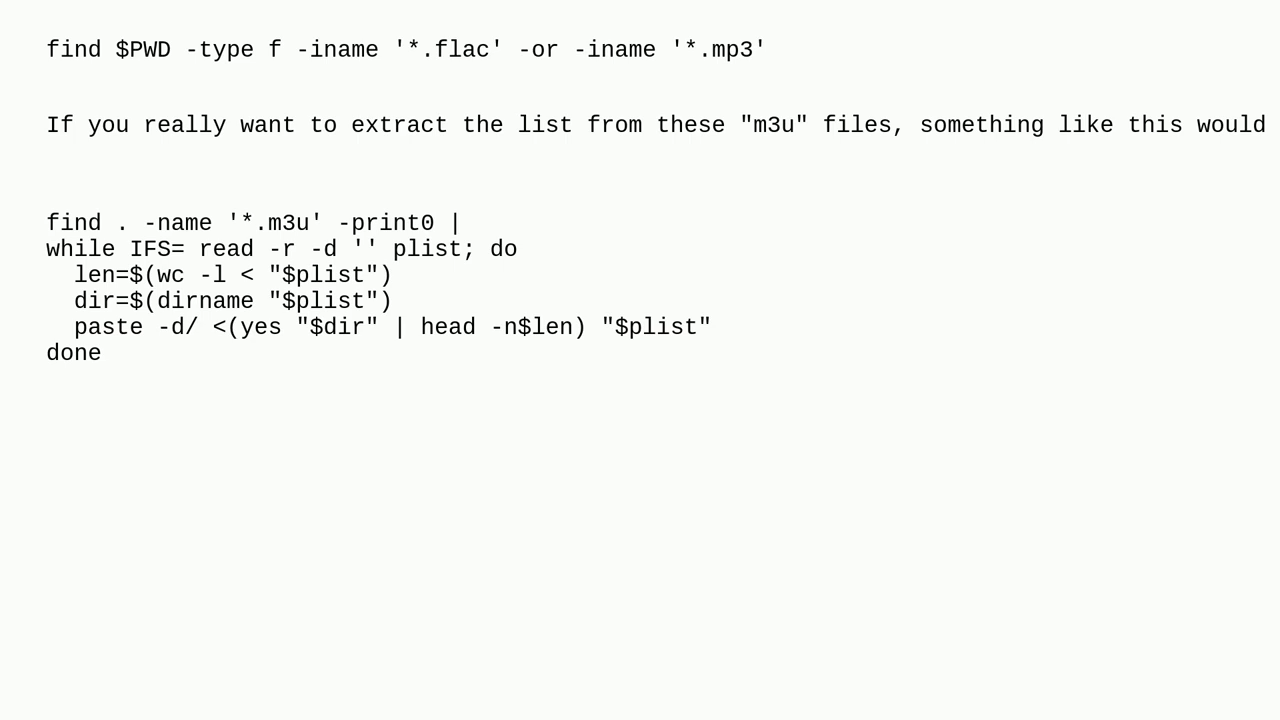 find $PWD -type f -iname '*.flac' -or -iname '*.mp3'
If you really want to extract the list from these "m3u" files, something like this would
find . -name '*.m3u' -print0 |
while IFS= read -r -d '' plist; do
  len=$(wc -l < "$plist")
  dir=$(dirname "$plist")
  paste -d/ <(yes "$dir" | head -n$len) "$plist"
done